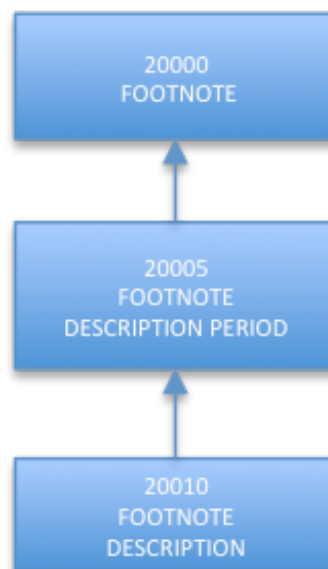 20000
FOOTNOTE
20005
FOOTNOTE
DESCRIPTION PERIOD
20010
FOOTNOTE
DESCRIPTION